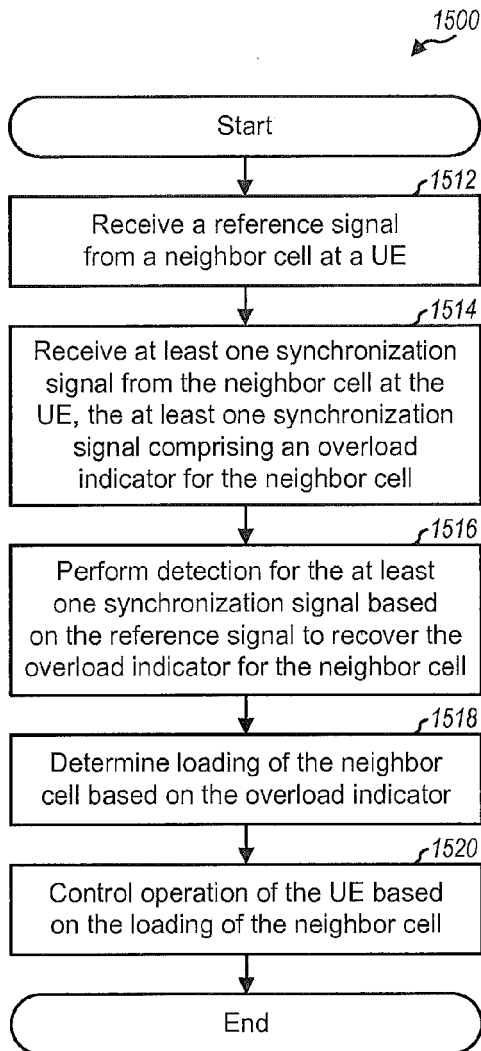 1500
Start
1512
Receive a reference signal
from a neighbor cell at a UE
1514
Receive at least one synchronization
signal from the neighbor cell at the
UE, the at least one synchronization
signal comprising an overload
indicator for the neighbor cell
1516
Perform detection for the at least
one synchronization signal based
on the reference signal to recover the
overload indicator for the neighbor cell
1518
Determine loading of the neighbor
cell based on the overload indicator
1520
Control operation of the UE based
on the loading of the neighbor cell
End